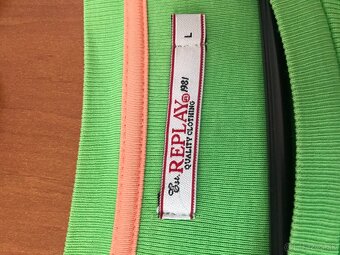 L
Est. REPLAY® 1981
QUALITY CLOTHING